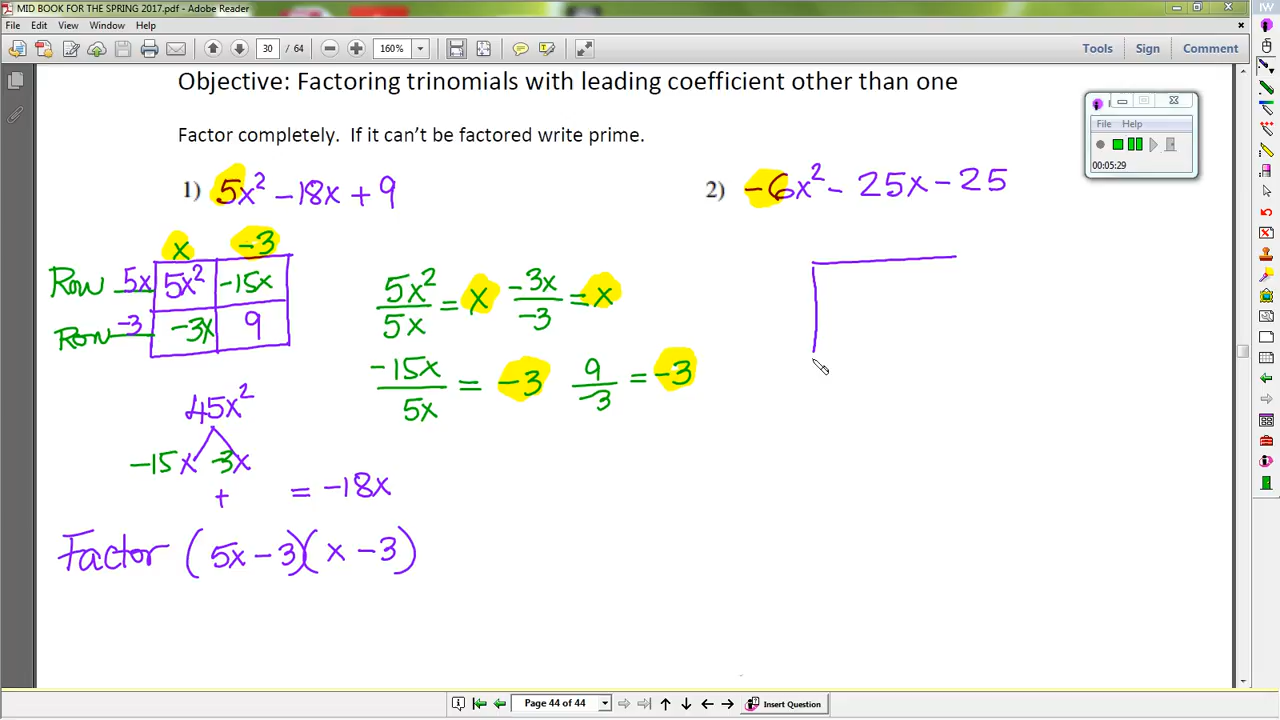 MID BOOK FOR THE SPRING 2017.pdf - Adobe Reader
IW
File Edit View Window Help
30 / 64 160% Tools Sign Comment
Objective: Factoring trinomials with leading coefficient other than one
File Help
00:05:29
Factor completely. If it can't be factored write prime.
1) 5x² -18x + 9
2) -6x² - 25x - 25
x -3
Row 5x 5x² -15x
Row -3 -3x 9
5x²/5x = x -3x/-3 = x
-15x/5x = -3 9/-3 = -3
45x²
-15x -3x
+ = -18x
Factor (5x - 3)(x - 3)
Page 44 of 44 Insert Question